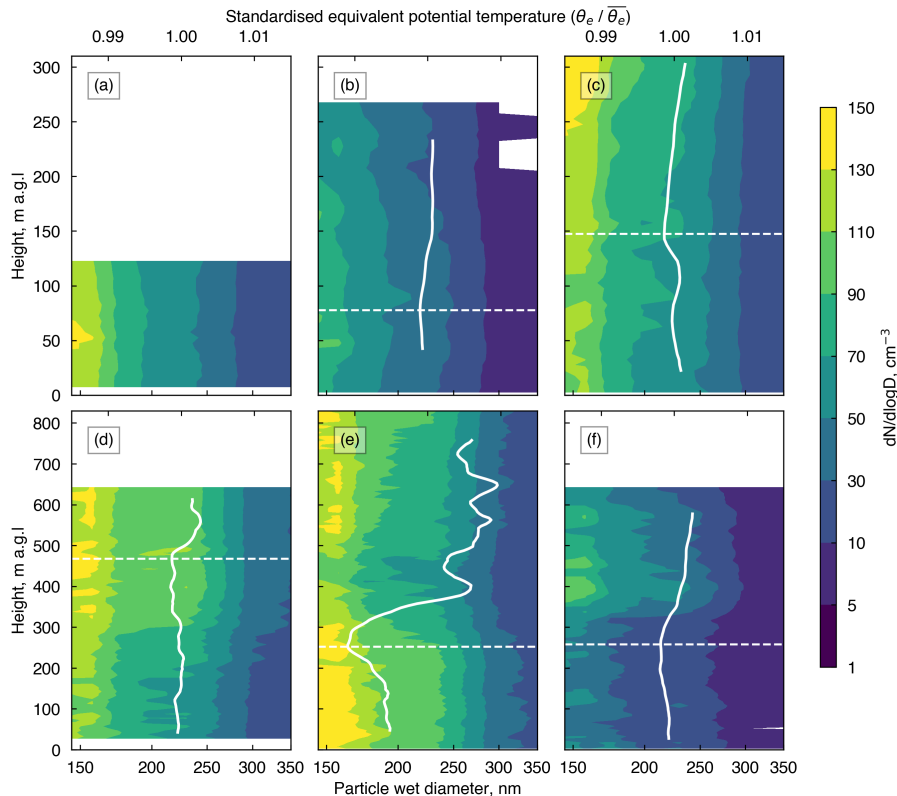 Standardised equivalent potential temperature (θₑ / θ̅ₑ)
0.99 1.00 1.01 0.99 1.00 1.01
(a) (b) (c)
300
250
200
150
100
50
0
Height, m a.g.l
(d) (e) (f)
800
700
600
500
400
300
200
100
0
Height, m a.g.l
150 200 250 300 350 150 200 250 300 350 150 200 250 300 350
Particle wet diameter, nm
150
130
110
90
70
50
30
10
5
1
dN/dlogD, cm⁻³